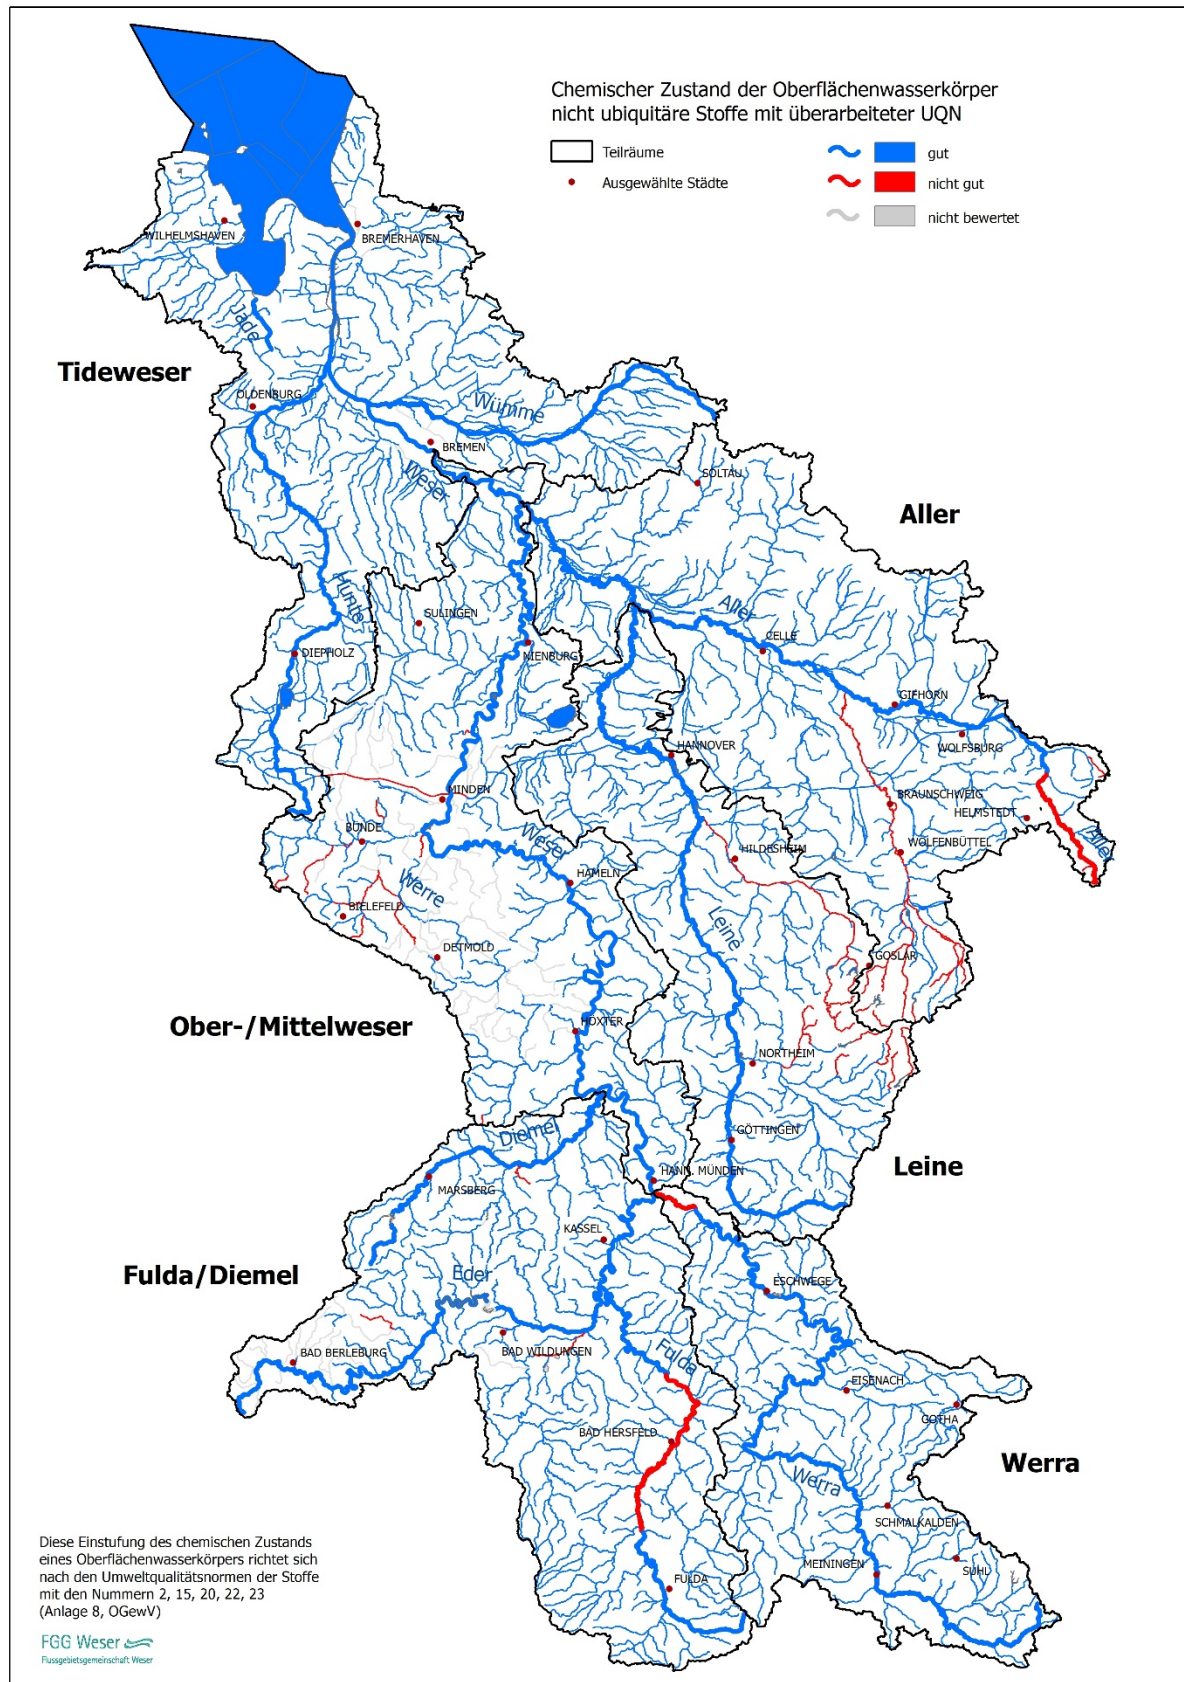 Chemischer Zustand der Oberflächenwasserkörper
nicht ubiquitäre Stoffe mit überarbeiteter UQN
Teilräume
gut
Ausgewählte Städte
nicht gut
nicht bewertet
WILHELMSHAVEN
BREMERHAVEN
Jade
Tideweser
OLDENBURG
Wümme
BREMEN
Weser
SOLTAU
Aller
Hunte
SULINGEN
Aller
CELLE
DIEPHOLZ
NIENBURG
GIFHORN
HANNOVER
WOLFSBURG
MINDEN
BRAUNSCHWEIG
HELMSTEDT
BÜNDE
Weser
WOLFENBÜTTEL
Aller
HILDESHEIM
HAMELN
Werre
BIELEFELD
Leine
DETMOLD
GOSLAR
Ober-/Mittelweser
HÖXTER
NORTHEIM
Diemel
GÖTTINGEN
Leine
HANN. MÜNDEN
MARSBERG
KASSEL
Fulda/Diemel
Eder
ESCHWEGE
BAD BERLEBURG
BAD WILDUNGEN
Fulda
EISENACH
GOTHA
BAD HERSFELD
Werra
Werra
SCHMALKALDEN
MEININGEN
SUHL
FULDA
Diese Einstufung des chemischen Zustands
eines Oberflächenwasserkörpers richtet sich
nach den Umweltqualitätsnormen der Stoffe
mit den Nummern 2, 15, 20, 22, 23
(Anlage 8, OGewV)
FGG Weser
Flussgebietsgemeinschaft Weser